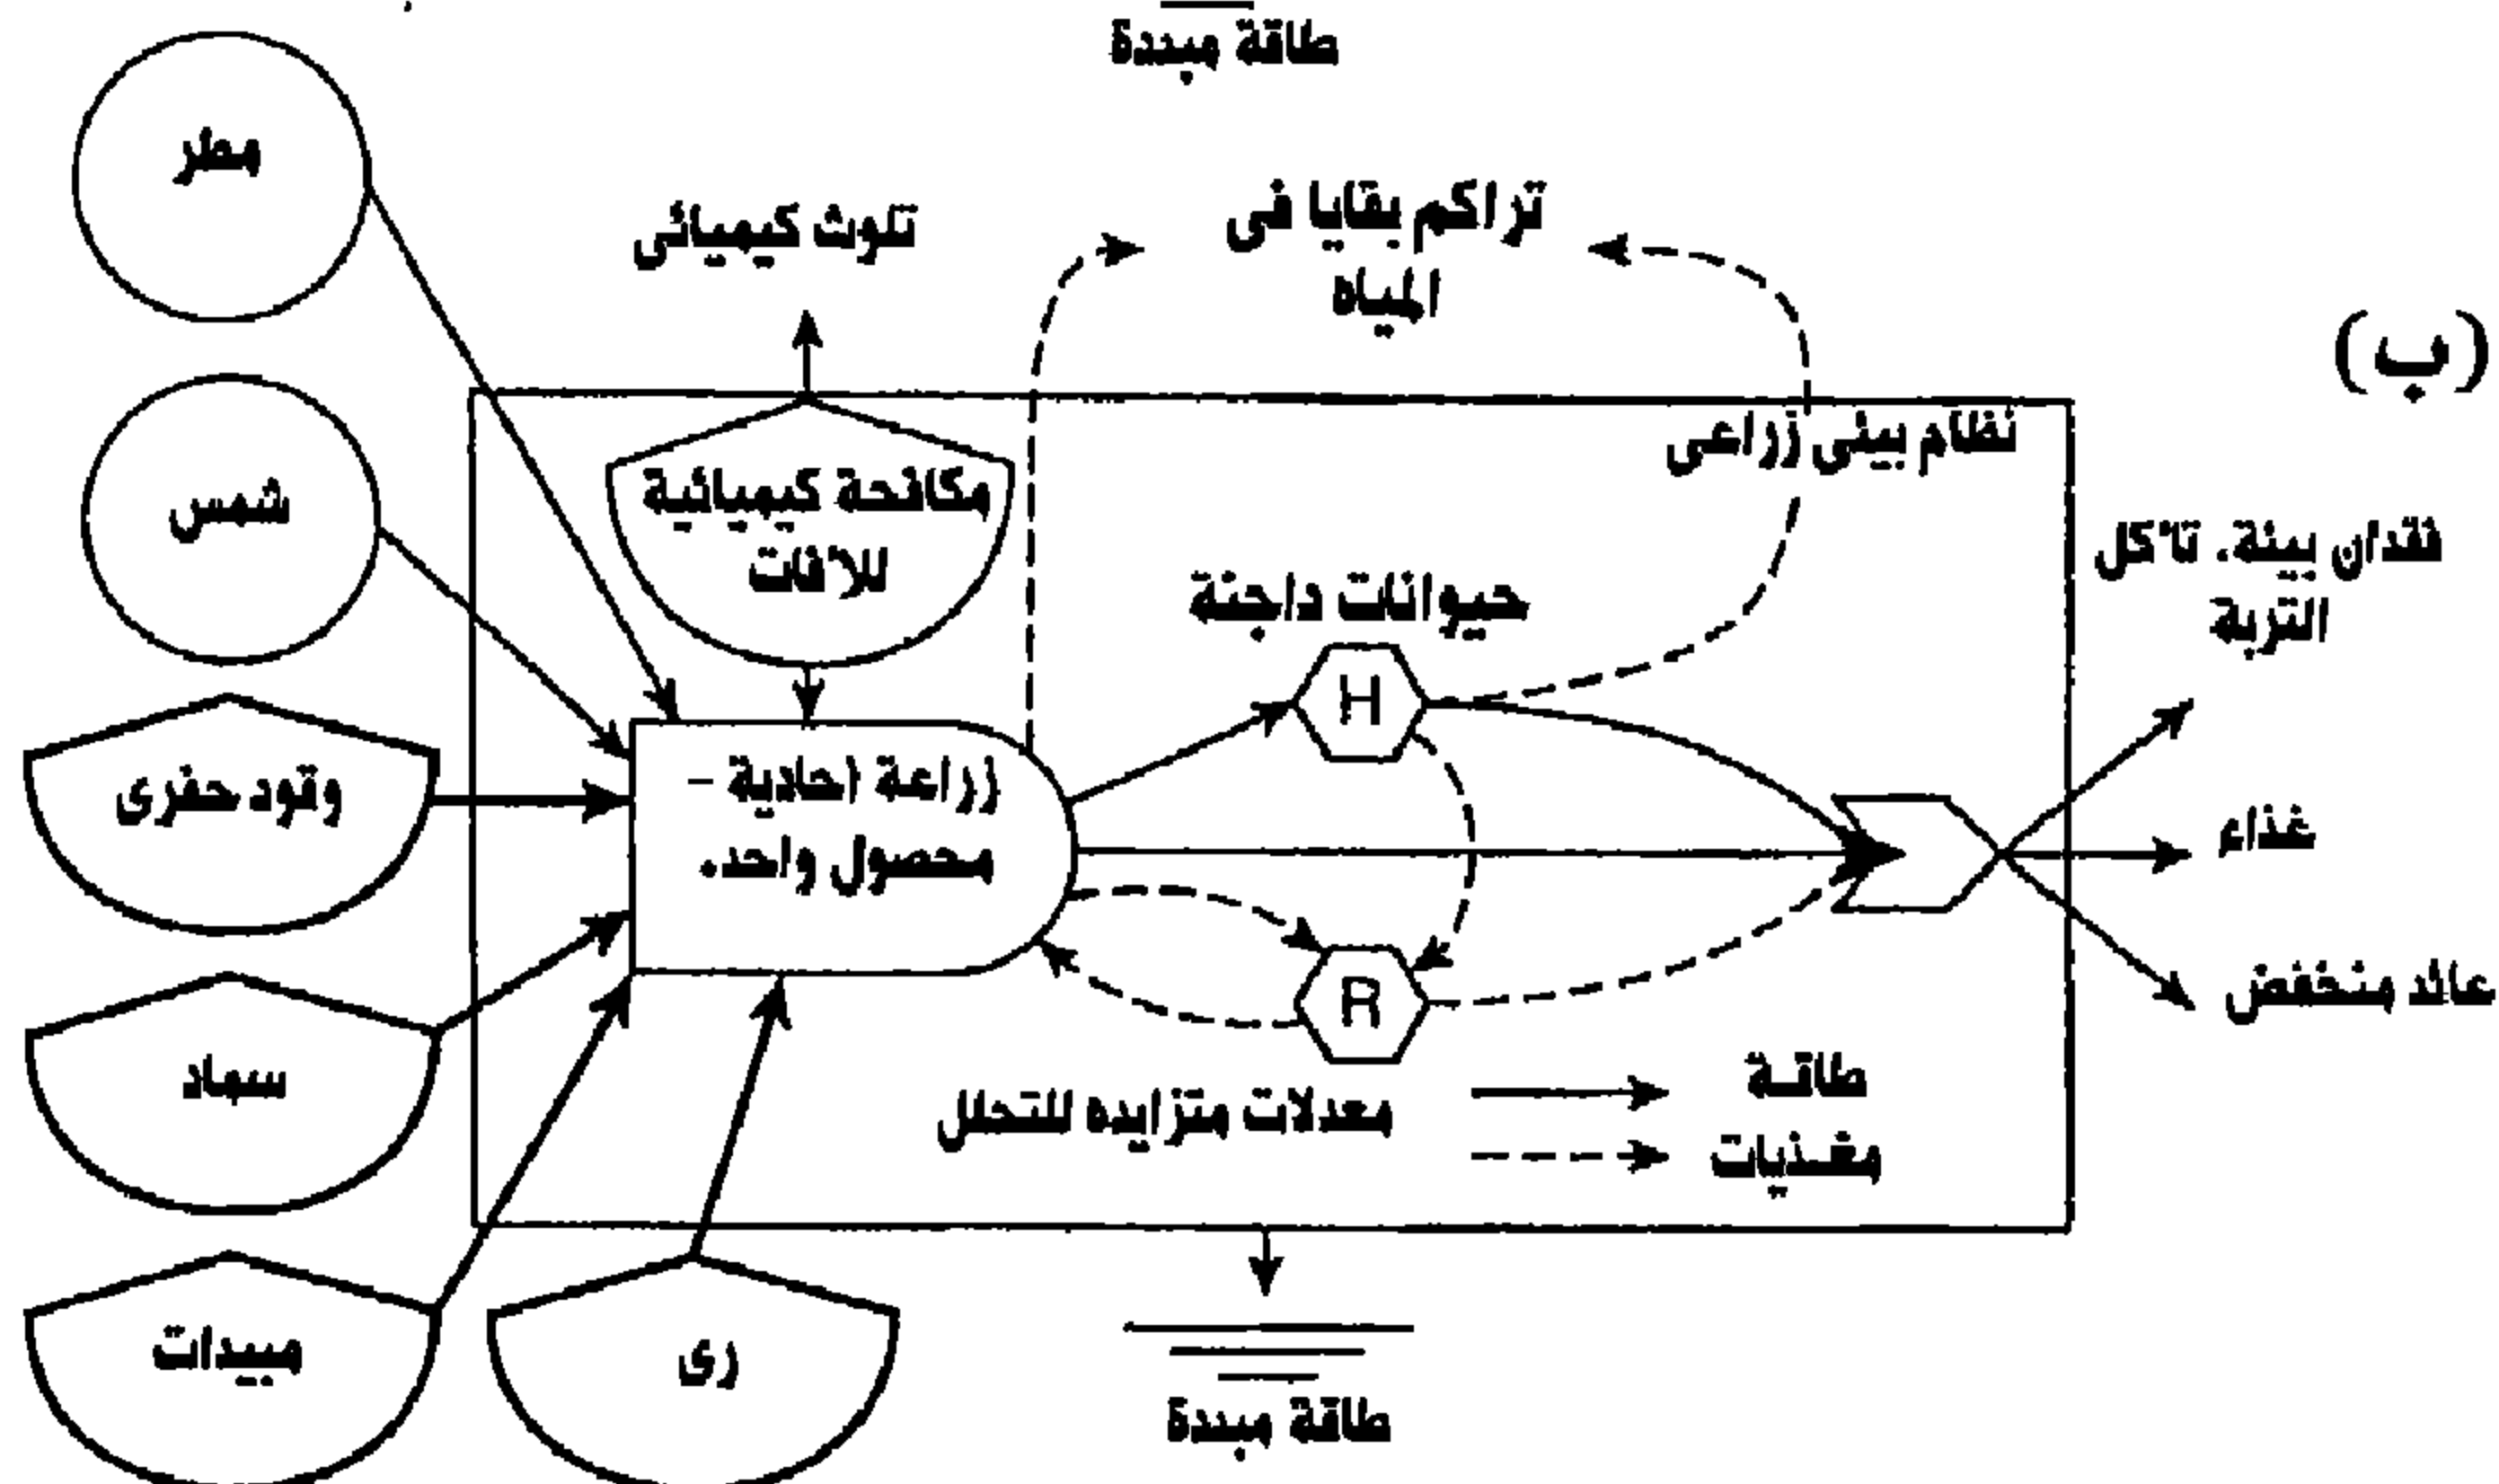 طاقة مبددة
مطر
تلوث كيميائى
تراكم بقايا فى
المياه
(ب)
نظام بيئى زراعى
شمس
مكافحة كيميائية
للآفات
حيوانات داجنة
فقدان بيئة، تآكل
التربة
H
وقود حفرى
زراعة احادية -
محصول واحد.
غذاء
عائد منخفض
R
سماد
معدلات متزايده للتحلل
طاقة
مغذيات
مبيدات
رى
طاقة مبددة